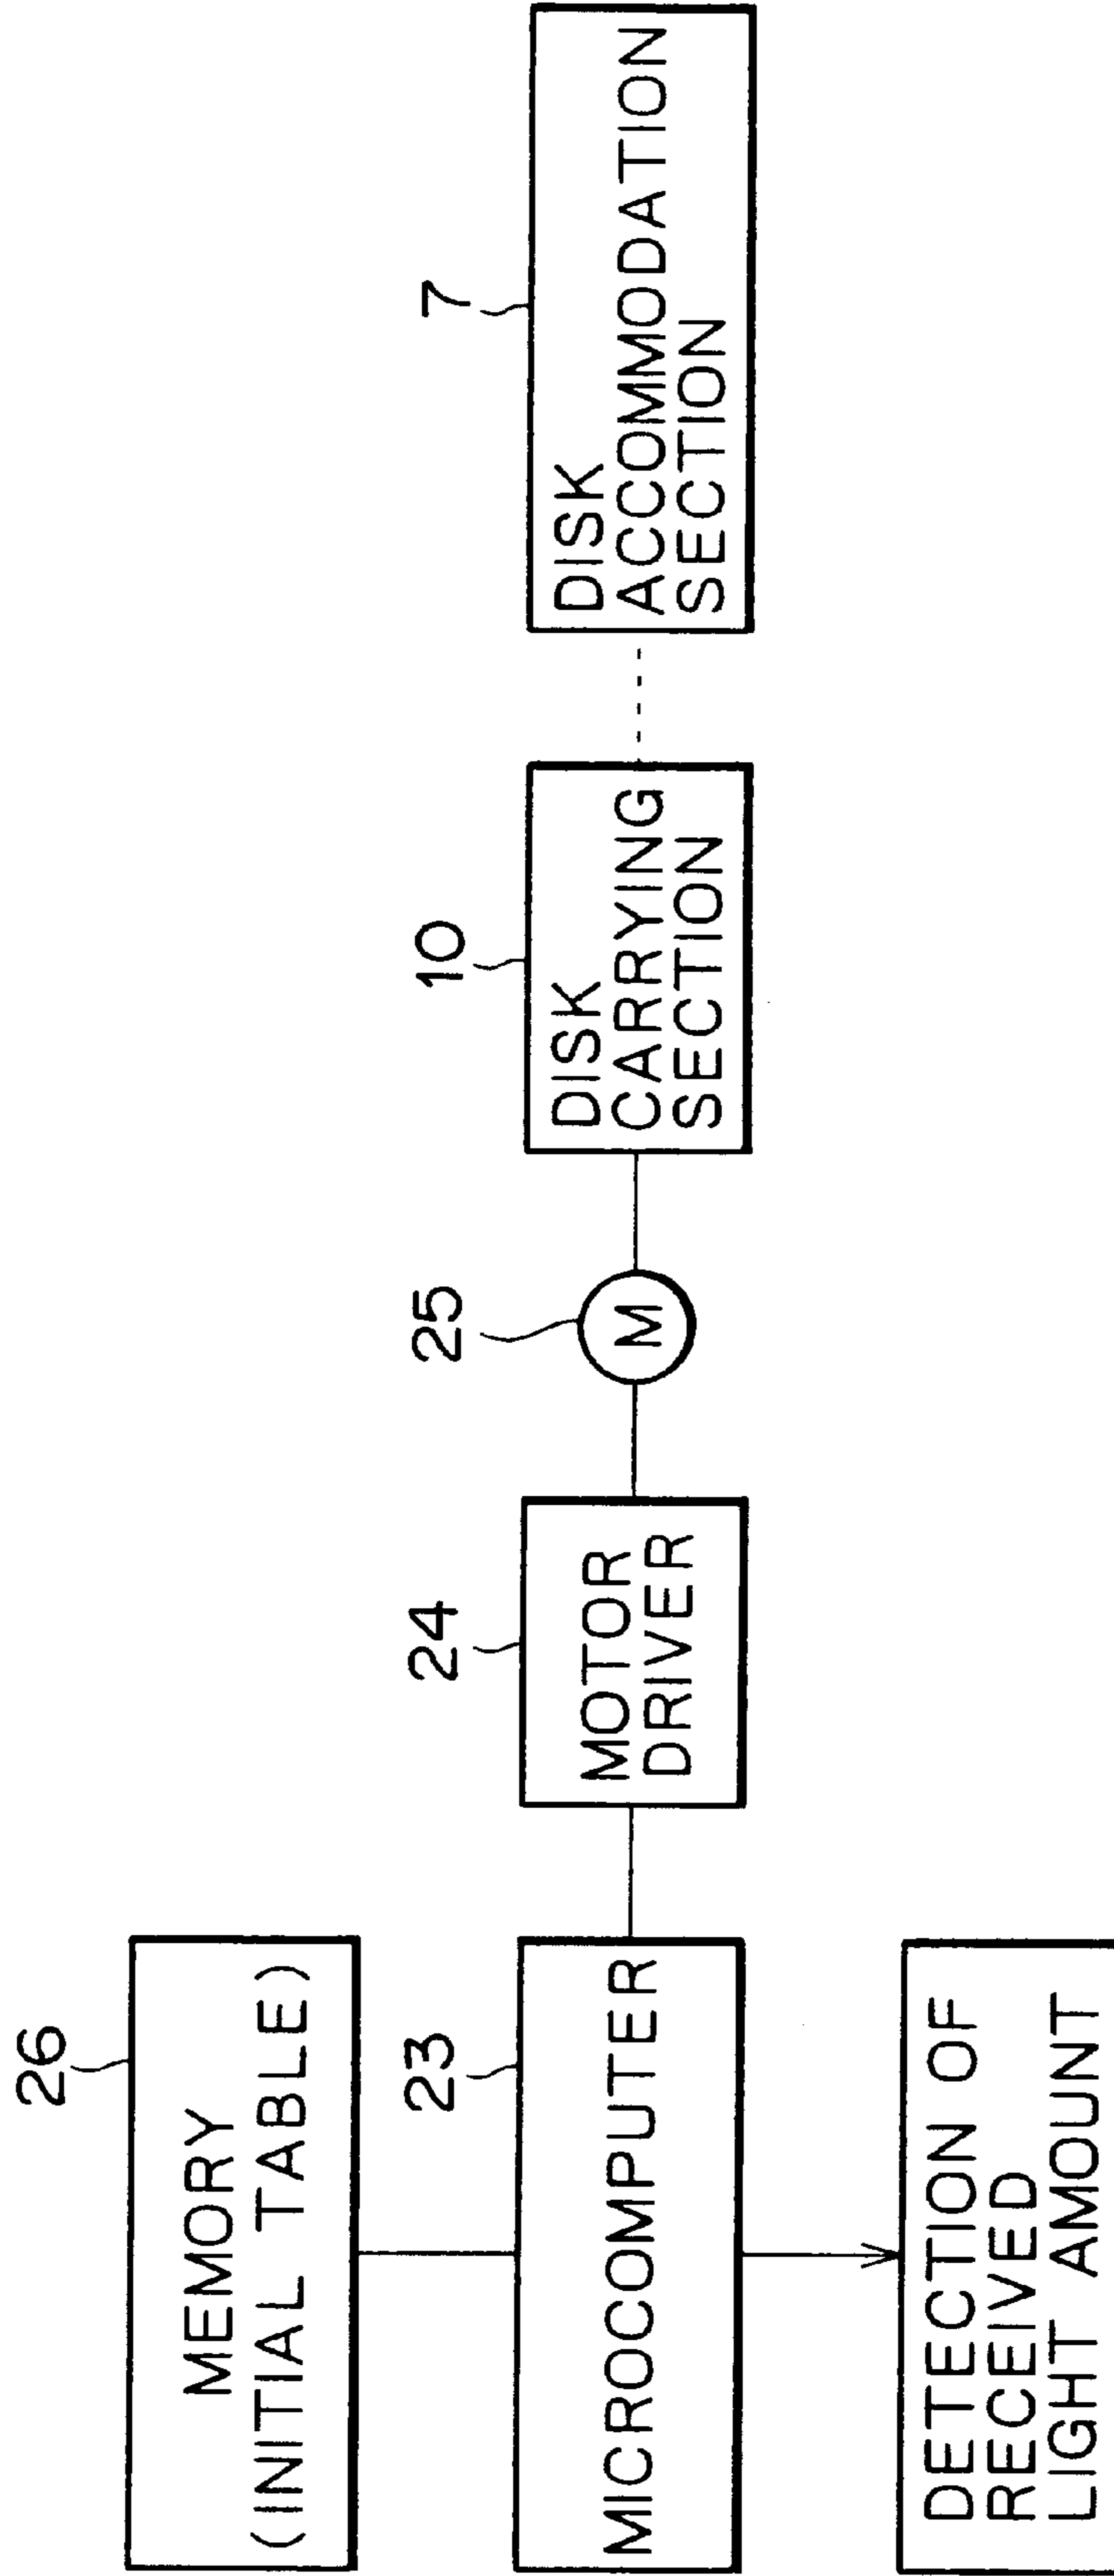 26
MEMORY
(INITIAL TABLE)
23
MICROCOMPUTER
DETECTION OF
RECEIVED
LIGHT AMOUNT
24
MOTOR
DRIVER
25
M
10
DISK
CARRYING
SECTION
7
DISK
ACCOMMODATION
SECTION